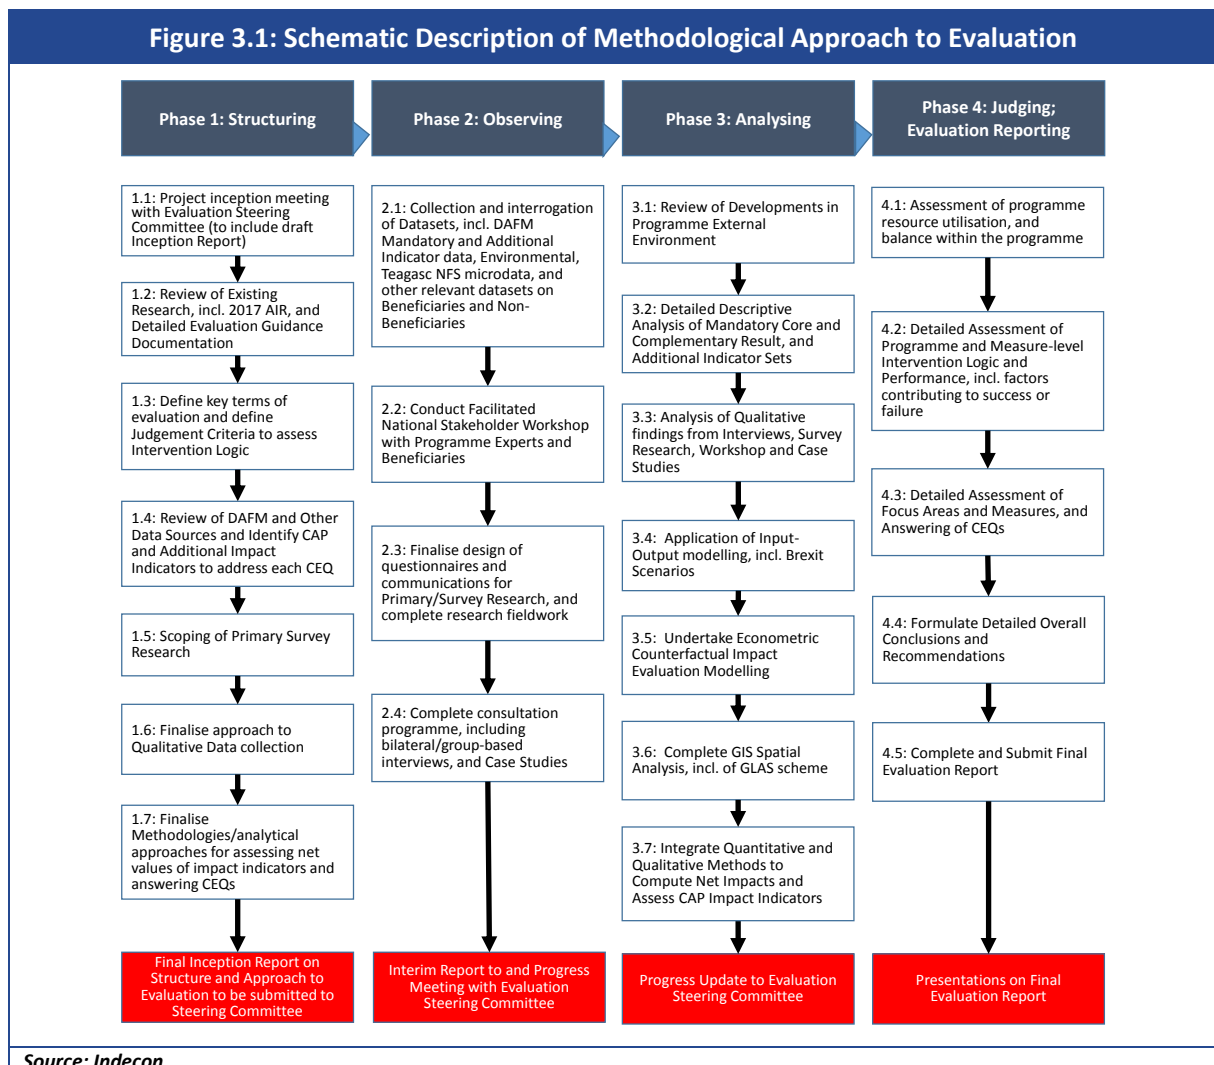 Figure 3.1: Schematic Description of Methodological Approach to Evaluation
Phase 1: Structuring
1.1: Project inception meeting
with Evaluation Steering
Committee (to include draft
Inception Report)
1.2: Review of Existing
Research, incl. 2017 AIR, and
Detailed Evaluation Guidance
Documentation
1.3: Define key terms of
evaluation and define
Judgement Criteria to assess
Intervention Logic
1.4: Review of DAFM and Other
Data Sources and Identify CAP
and Additional Impact
Indicators to address each CEQ
1.5: Scoping of Primary Survey
Research
1.6: Finalise approach to
Qualitative Data collection
1.7: Finalise
Methodologies/analytical
approaches for assessing net
values of impact indicators and
answering CEQs
Final Inception Report on
Structure and Approach to
Evaluation to be submitted to
Steering Committee
Phase 2: Observing
2.1: Collection and interrogation
of Datasets, incl. DAFM
Mandatory and Additional
Indicator data, Environmental,
Teagasc NFS microdata, and
other relevant datasets on
Beneficiaries and Non-
Beneficiaries
2.2: Conduct Facilitated
National Stakeholder Workshop
with Programme Experts and
Beneficiaries
2.3: Finalise design of
questionnaires and
communications for
Primary/Survey Research, and
complete research fieldwork
2.4: Complete consultation
programme, including
bilateral/group-based
interviews, and Case Studies
Interim Report to and Progress
Meeting with Evaluation
Steering Committee
Phase 3: Analysing
3.1: Review of Developments in
Programme External
Environment
3.2: Detailed Descriptive
Analysis of Mandatory Core and
Complementary Result, and
Additional Indicator Sets
3.3: Analysis of Qualitative
findings from Interviews, Survey
Research, Workshop and Case
Studies
3.4: Application of Input-
Output modelling, incl. Brexit
Scenarios
3.5: Undertake Econometric
Counterfactual Impact
Evaluation Modelling
3.6: Complete GIS Spatial
Analysis, incl. of GLAS scheme
3.7: Integrate Quantitative and
Qualitative Methods to
Compute Net Impacts and
Assess CAP Impact Indicators
Progress Update to Evaluation
Steering Committee
Phase 4: Judging;
Evaluation Reporting
4.1: Assessment of programme
resource utilisation, and
balance within the programme
4.2: Detailed Assessment of
Programme and Measure-level
Intervention Logic and
Performance, incl. factors
contributing to success or
failure
4.3: Detailed Assessment of
Focus Areas and Measures, and
Answering of CEQs
4.4: Formulate Detailed Overall
Conclusions and
Recommendations
4.5: Complete and Submit Final
Evaluation Report
Presentations on Final
Evaluation Report
Source: Indecon